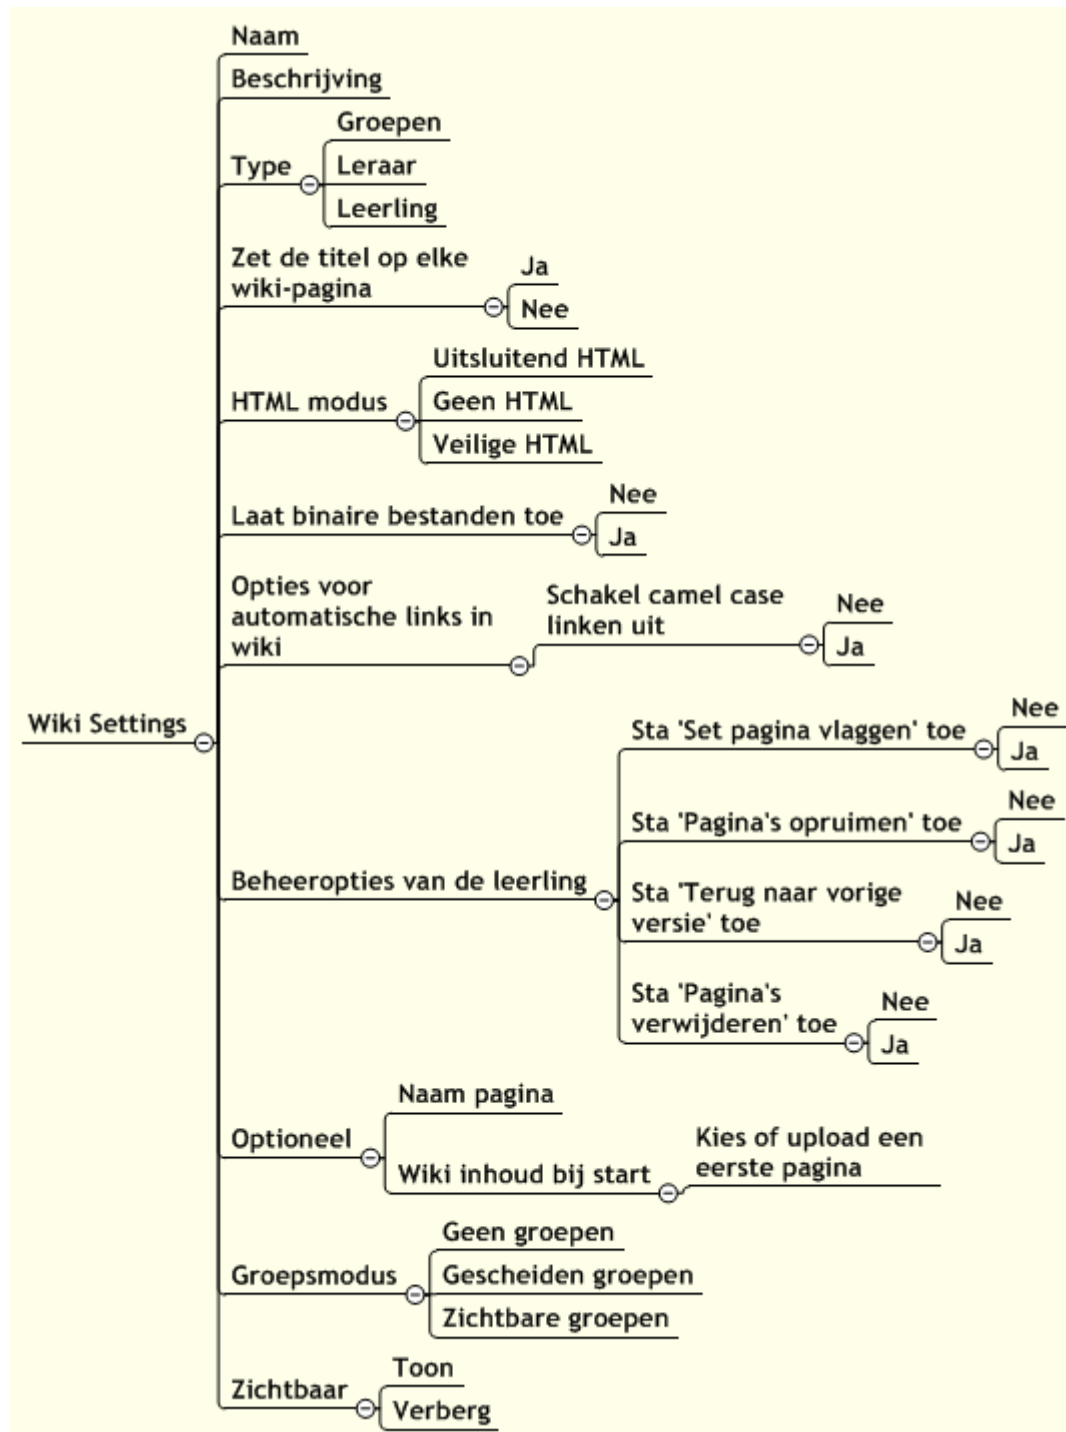 Naam
Beschrijving
Groepen
Type
Leraar
Leerling
Zet de titel op elke
wiki-pagina
Ja
Nee
Uitsluitend HTML
HTML modus
Geen HTML
Veilige HTML
Laat binaire bestanden toe
Nee
Ja
Opties voor
automatische links in
wiki
Schakel camel case
linken uit
Nee
Ja
Wiki Settings
Sta 'Set pagina vlaggen' toe
Nee
Ja
Sta 'Pagina's opruimen' toe
Nee
Ja
Beheeropties van de leerling
Sta 'Terug naar vorige
versie' toe
Nee
Ja
Sta 'Pagina's
verwijderen' toe
Nee
Ja
Naam pagina
Optioneel
Wiki inhoud bij start
Kies of upload een
eerste pagina
Geen groepen
Groepsmodus
Gescheiden groepen
Zichtbare groepen
Toon
Zichtbaar
Verberg